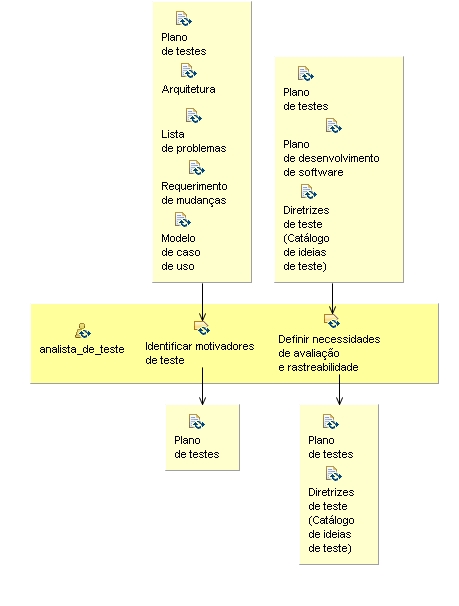 Plano
de testes
Arquitetura
Lista
de problemas
Requerimento
de mudanças
Modelo
de caso
de uso
Plano
de testes
Plano
de desenvolvimento
de software
Diretrizes
de teste
(Catálogo
de ideias
de teste)
analista_de_teste
Identificar motivadores
de teste
Definir necessidades
de avaliação
e rastreabilidade
Plano
de testes
Plano
de testes
Diretrizes
de teste
(Catálogo
de ideias
de teste)